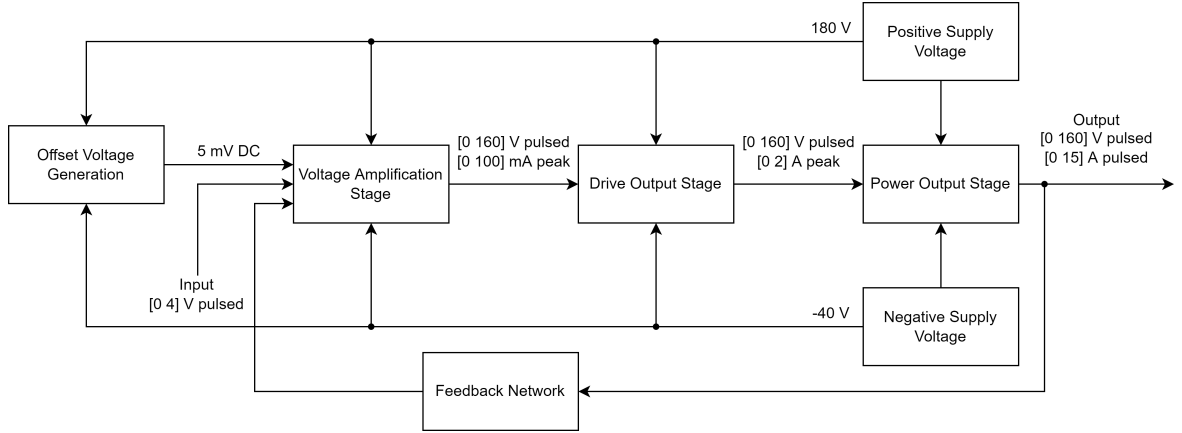 180 V
Positive Supply
Voltage
Offset Voltage
Generation
5 mV DC
Voltage Amplification
Stage
[0 160] V pulsed
[0 100] mA peak
Drive Output Stage
[0 160] V pulsed
[0 2] A peak
Power Output Stage
Output
[0 160] V pulsed
[0 15] A pulsed
Input
[0 4] V pulsed
-40 V
Negative Supply
Voltage
Feedback Network